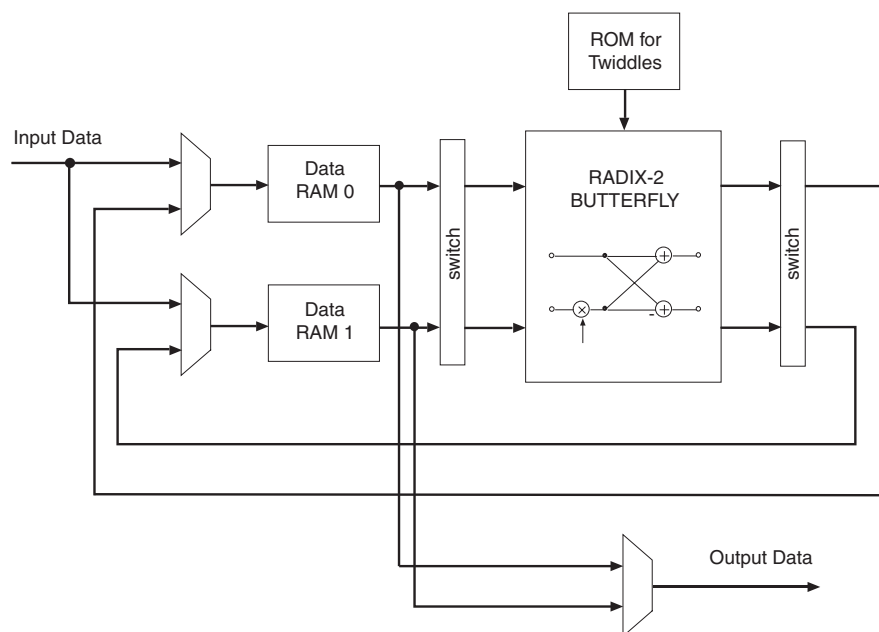 ROM for
Twiddles
Input Data
Data
RAM 0
switch
RADIX-2
BUTTERFLY
switch
Data
RAM 1
Output Data